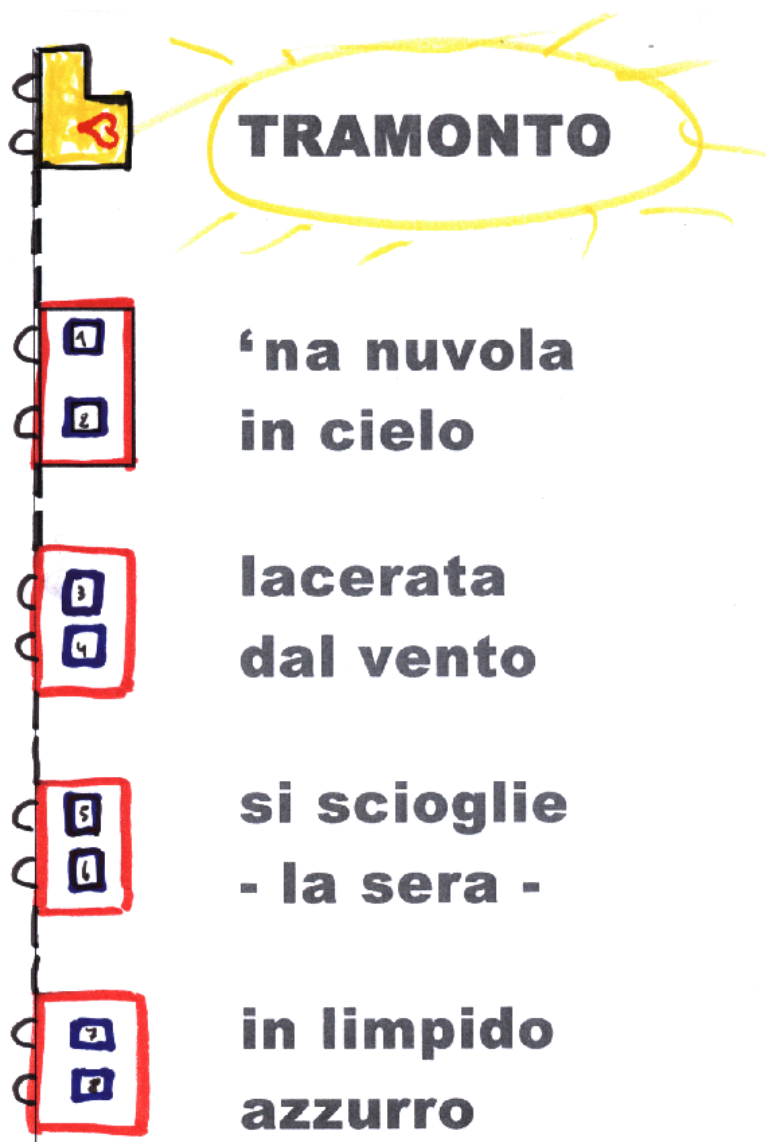 TRAMONTO
1
‘na nuvola
2
in cielo
3
lacerata
4
dal vento
5
si scioglie
6
- la sera -
7
in limpido
8
azzurro